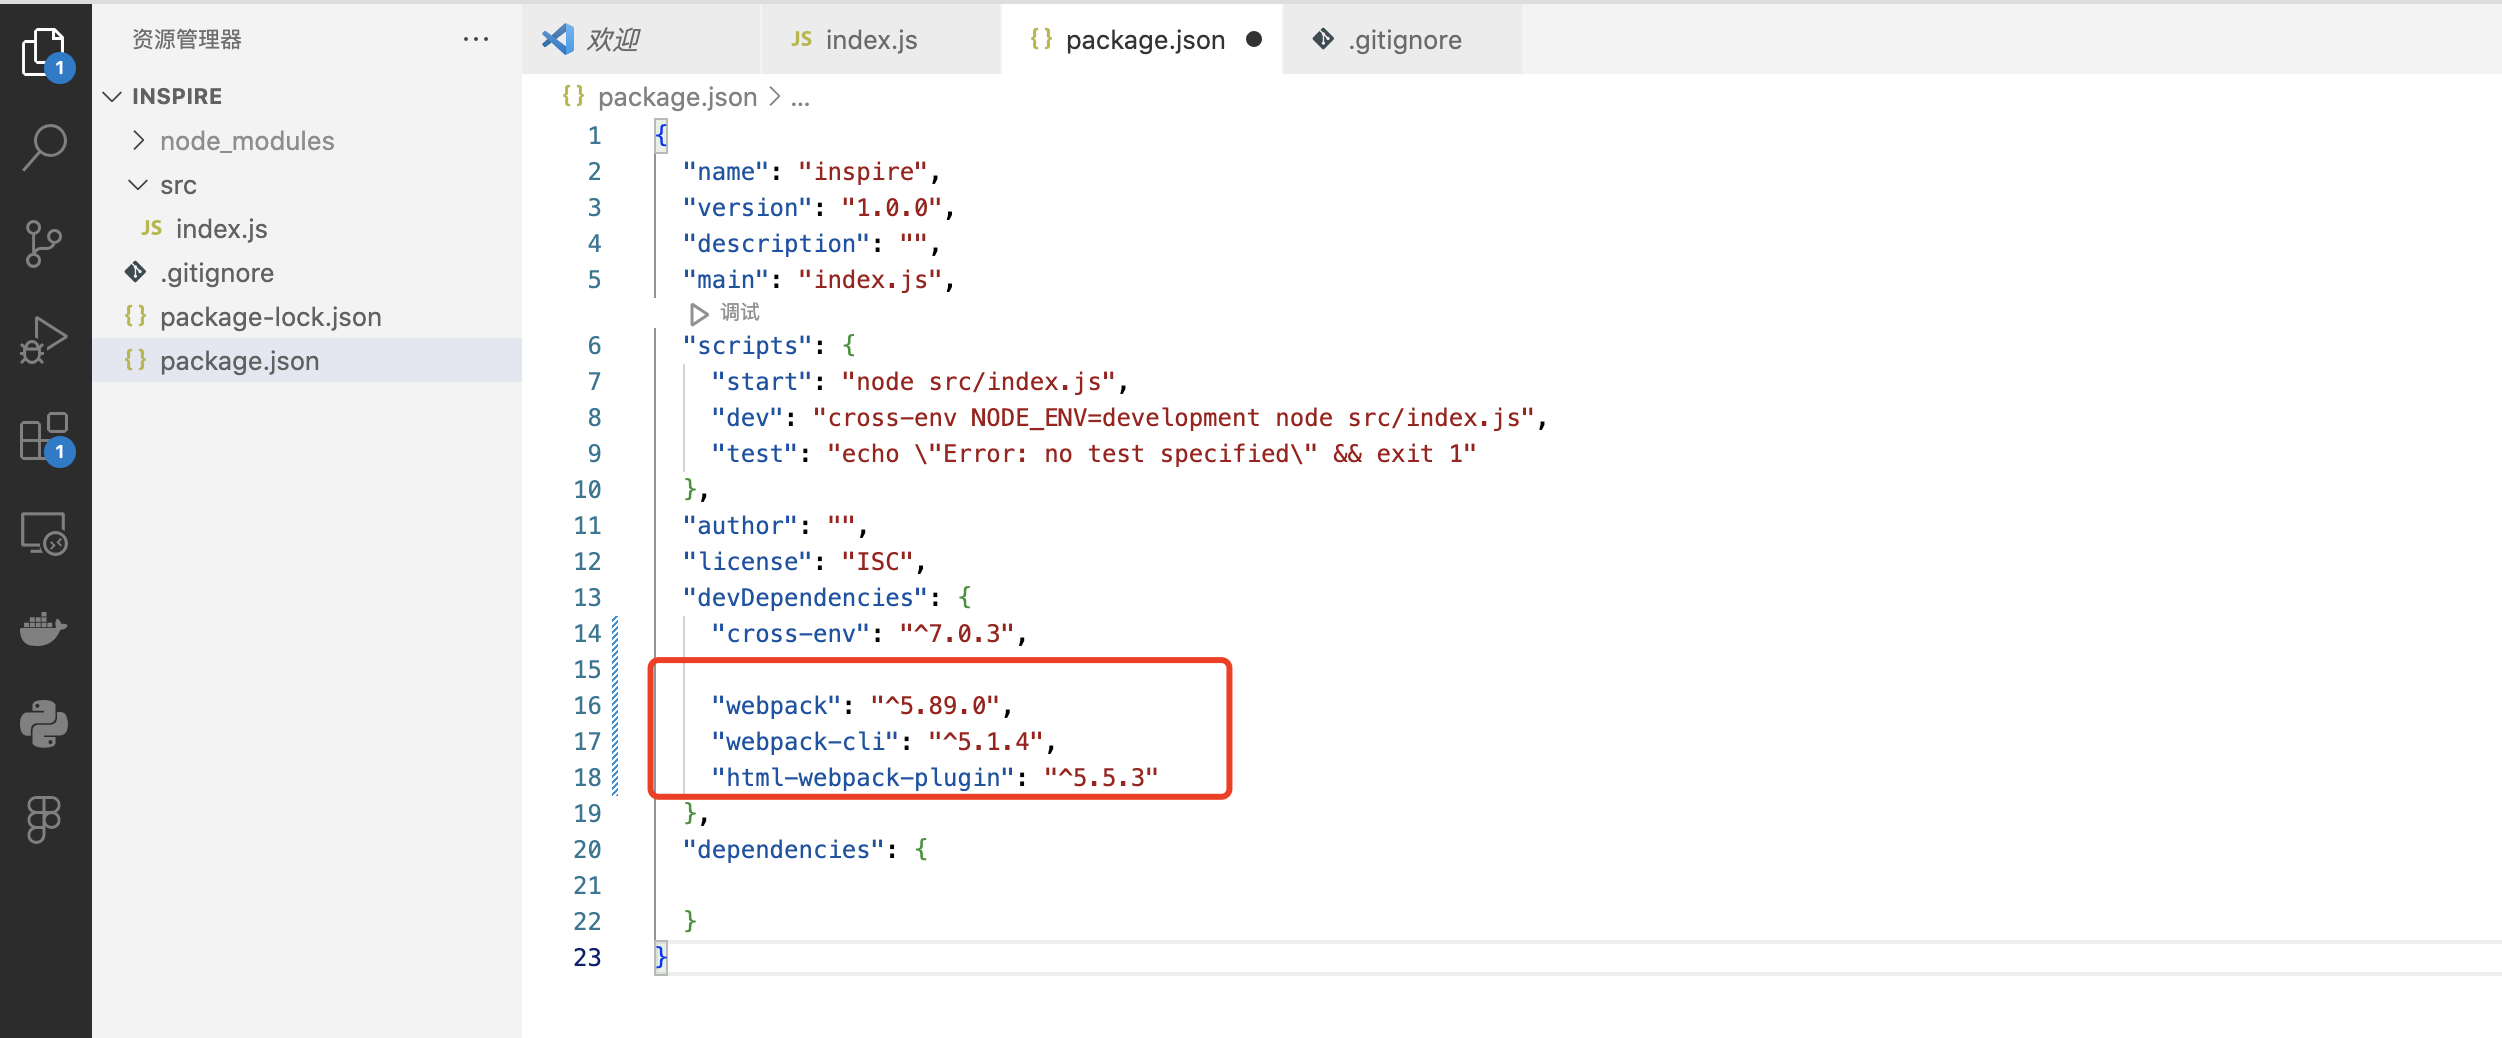 资源管理器
欢迎
JS index.js
{} package.json
.gitignore
1
INSPIRE
node_modules
src
JS index.js
.gitignore
{} package-lock.json
{} package.json
1
{} package.json > ...
1 {
2 "name": "inspire",
3 "version": "1.0.0",
4 "description": "",
5 "main": "index.js",
调试
6 "scripts": {
7 "start": "node src/index.js",
8 "dev": "cross-env NODE_ENV=development node src/index.js",
9 "test": "echo \"Error: no test specified\" && exit 1"
10 },
11 "author": "",
12 "license": "ISC",
13 "devDependencies": {
14 "cross-env": "^7.0.3",
15
16 "webpack": "^5.89.0",
17 "webpack-cli": "^5.1.4",
18 "html-webpack-plugin": "^5.5.3"
19 },
20 "dependencies": {
21
22 }
23 }